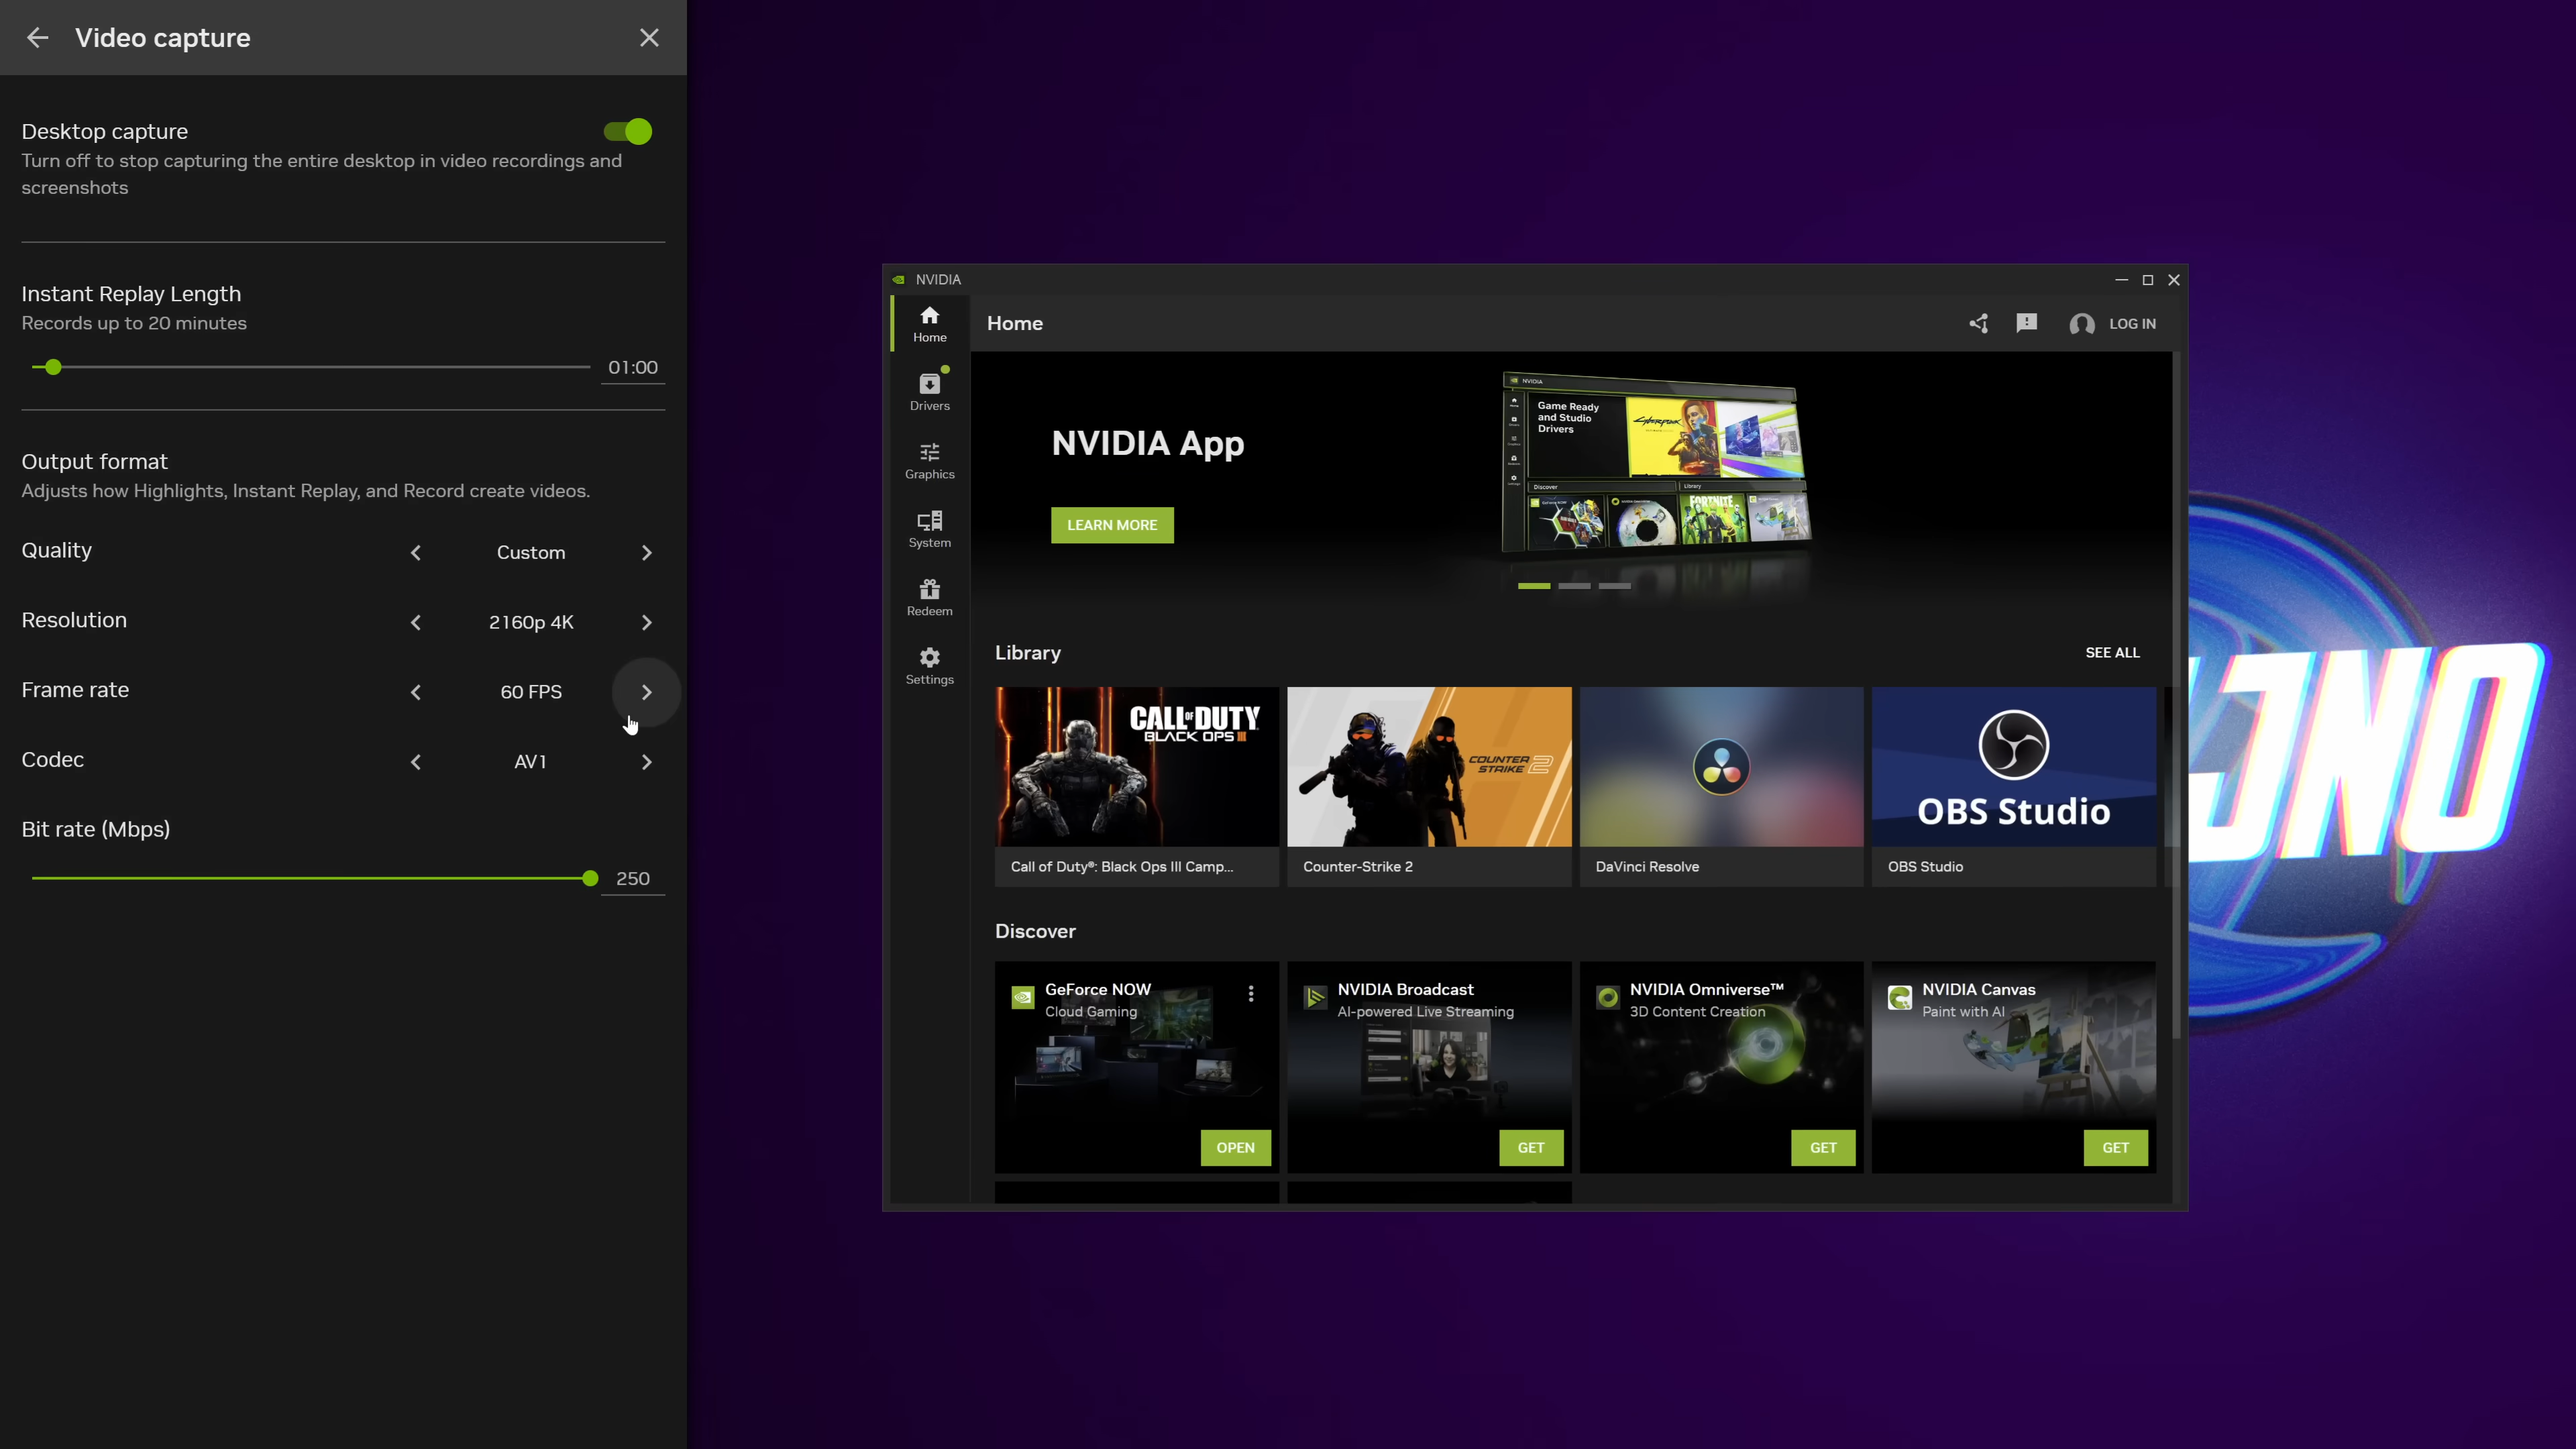 Video capture
Desktop capture
Turn off to stop capturing the entire desktop in video recordings and
screenshots
Instant Replay Length
Records up to 20 minutes
01:00
Output format
Adjusts how Highlights, Instant Replay, and Record create videos.
Quality
Custom
Resolution
2160p 4K
Frame rate
60 FPS
Codec
AV1
Bit rate (Mbps)
250
NVIDIA
Home
Drivers
Graphics
System
Redeem
Settings
Home
LOG IN
NVIDIA App
LEARN MORE
NVIDIA
Game Ready
and Studio
Drivers
Cyberpunk
Discover
Library
FORTNITE
Library
SEE ALL
CALL OF DUTY
BLACK OPS III
COUNTER
STRIKE 2
OBS Studio
Call of Duty®: Black Ops III Camp...
Counter-Strike 2
DaVinci Resolve
OBS Studio
Discover
GeForce NOW
Cloud Gaming
OPEN
NVIDIA Broadcast
AI-powered Live Streaming
GET
NVIDIA Omniverse™
3D Content Creation
GET
NVIDIA Canvas
Paint with AI
GET